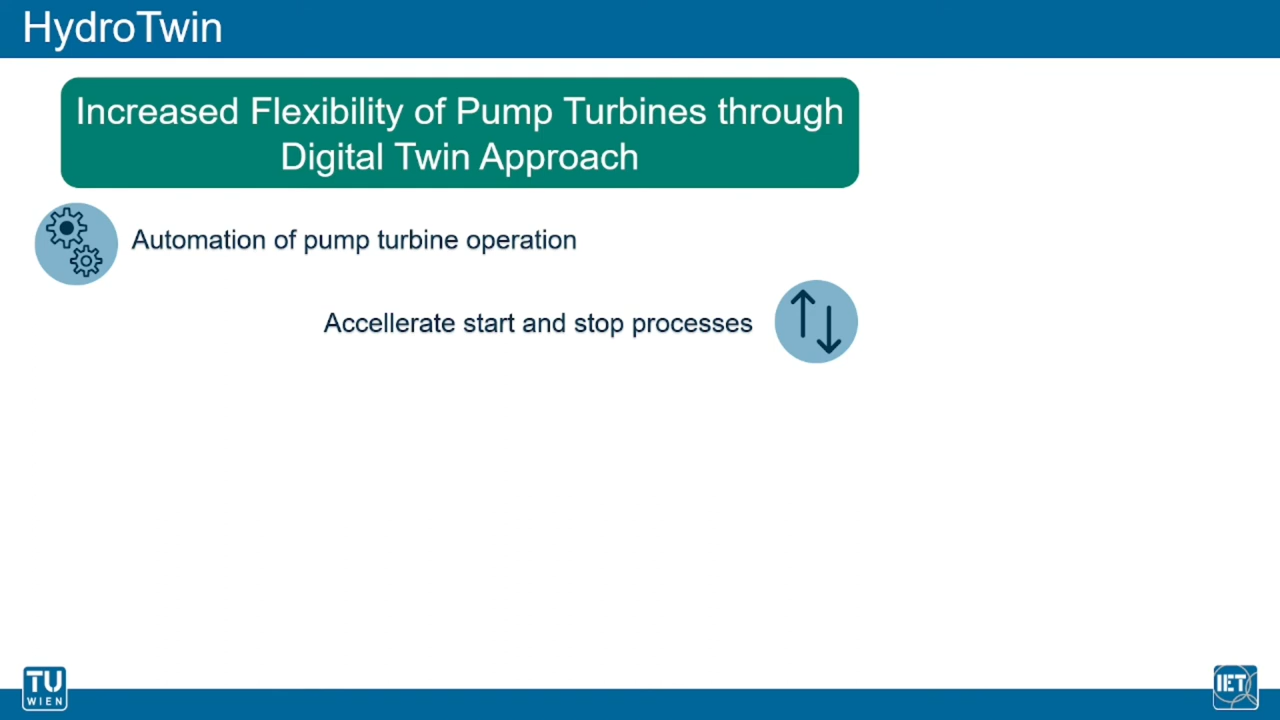 HydroTwin
Increased Flexibility of Pump Turbines through
Digital Twin Approach
Automation of pump turbine operation
Accellerate start and stop processes
TU
WIEN
IET